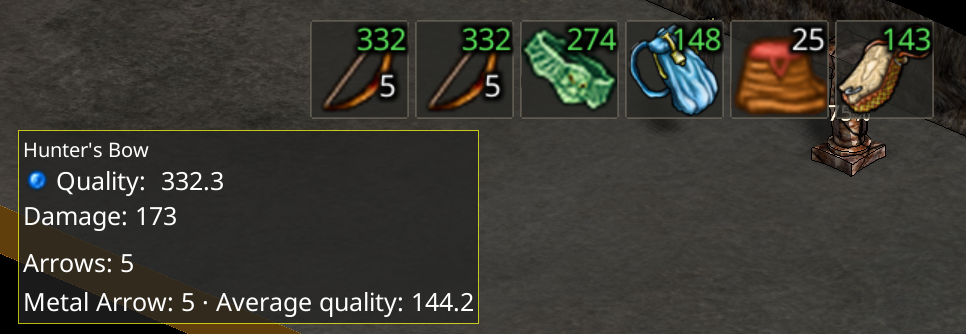 332 332 274 148 25 143
5 5
Hunter's Bow
Quality: 332.3
Damage: 173
Arrows: 5
Metal Arrow: 5 · Average quality: 144.2